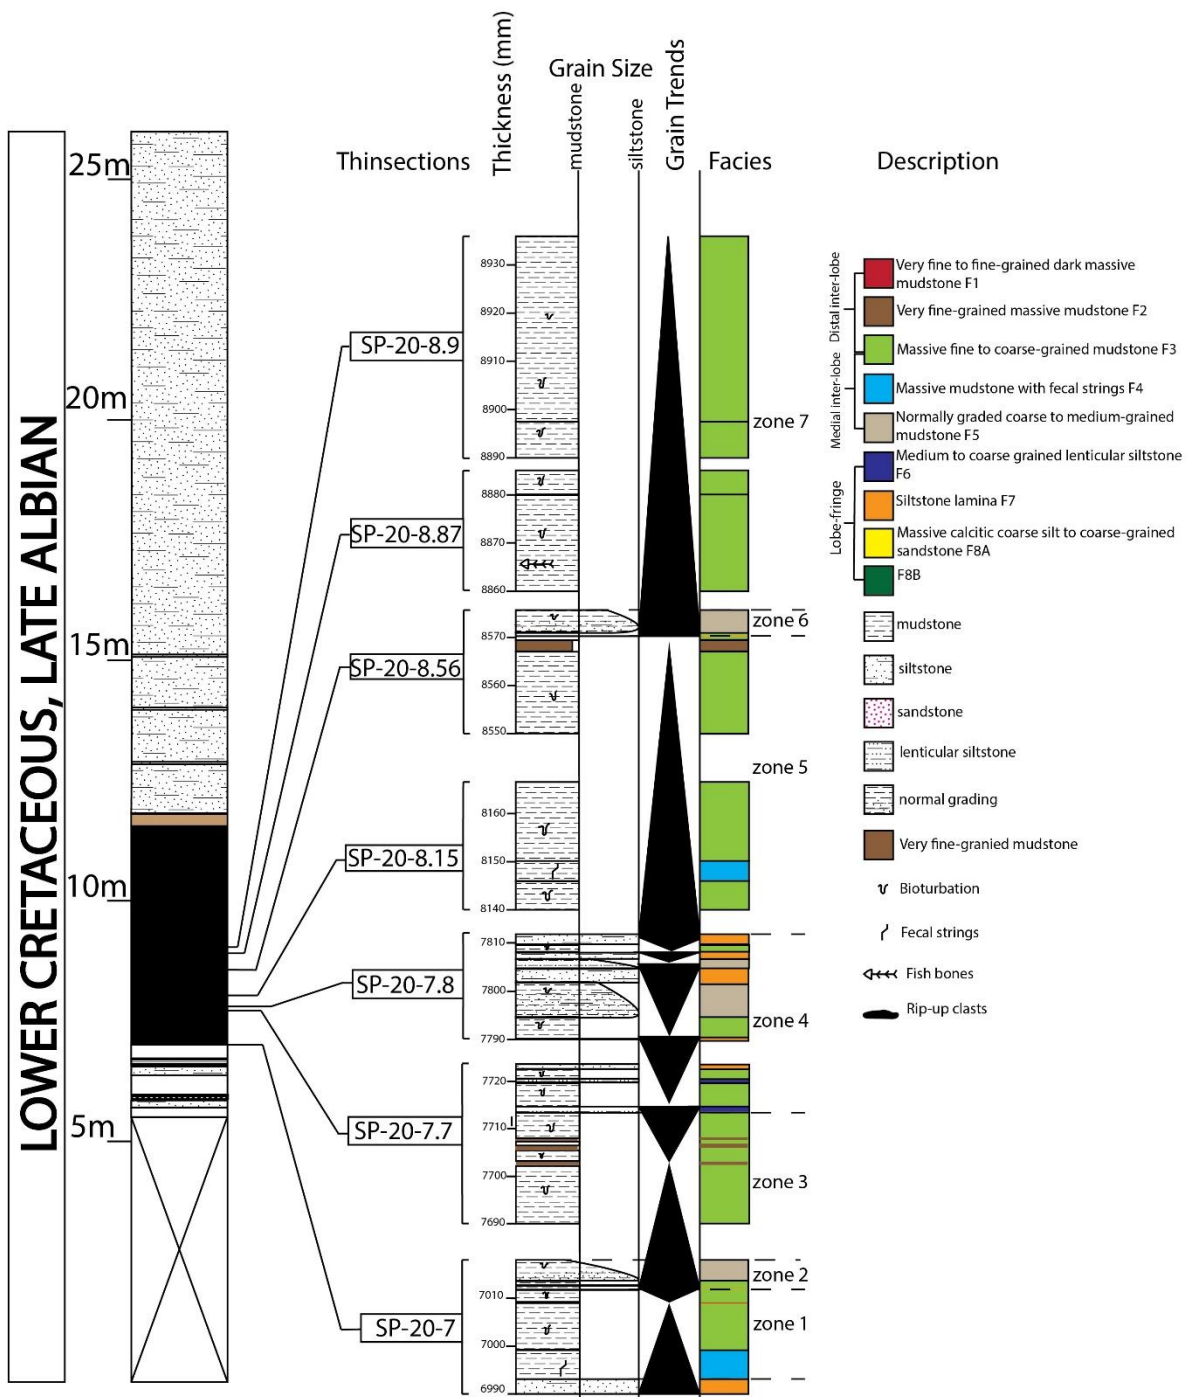 LOWER CRETACEOUS, LATE ALBIAN
25m
20m
15m
10m
5m
Thinsections
Thickness (mm)
Grain Size
mudstone
siltstone
Grain Trends
Facies
Description
SP-20-8.9
8930
8920
8910
8900
8890
zone 7
SP-20-8.87
8880
8870
8860
SP-20-8.56
8570
8560
8550
zone 6
zone 5
SP-20-8.15
8160
8150
8140
SP-20-7.8
7810
7800
7790
zone 4
SP-20-7.7
7720
7710
7700
7690
zone 3
SP-20-7
7010
7000
6990
zone 2
zone 1
Distal inter-lobe
Medial inter-lobe
Lobe-fringe
Very fine to fine-grained dark massive
mudstone F1
Very fine-grained massive mudstone F2
Massive fine to coarse-grained mudstone F3
Massive mudstone with fecal strings F4
Normally graded coarse to medium-grained
mudstone F5
Medium to coarse grained lenticular siltstone
F6
Siltstone lamina F7
Massive calcitic coarse silt to coarse-grained
sandstone F8A
F8B
mudstone
siltstone
sandstone
lenticular siltstone
normal grading
Very fine-granied mudstone
Bioturbation
Fecal strings
Fish bones
Rip-up clasts